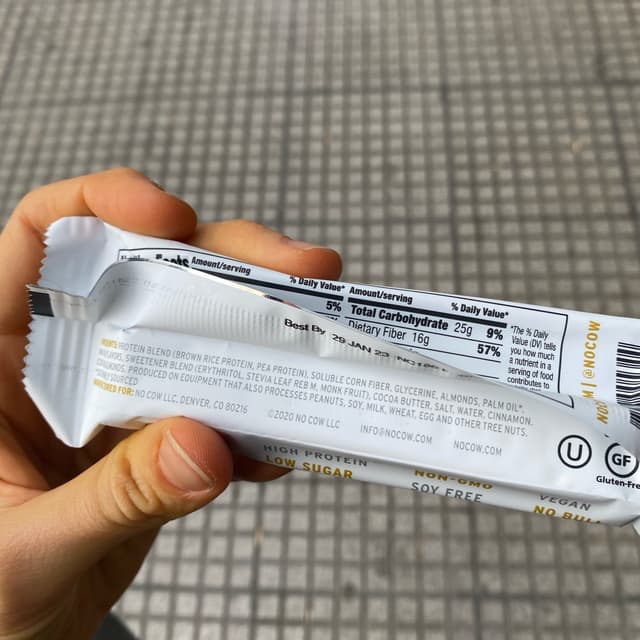 Amount/serving
% Daily Value*
Amount/serving
% Daily Value*
5%
Total Carbohydrate 25g 9%
Dietary Fiber 16g 57%
*The % Daily
Value (DV) tells
you how much
a nutrient in a
serving of food
contributes to
Best By 29 JAN 23
PROTEIN BLEND (BROWN RICE PROTEIN, PEA PROTEIN), SOLUBLE CORN FIBER, GLYCERINE, ALMONDS, PALM OIL*,
SWEETENER BLEND (ERYTHRITOL, STEVIA LEAF REB M, MONK FRUIT), COCOA BUTTER, SALT, WATER, CINNAMON.
PRODUCED ON EQUIPMENT THAT ALSO PROCESSES PEANUTS, SOY, MILK, WHEAT, EGG AND OTHER TREE NUTS.
SOURCED
FOR: NO COW LLC, DENVER, CO 80216 ©2020 NO COW LLC INFO@NOCOW.COM NOCOW.COM
| @NOCOW
U
GF
Gluten-Free
HIGH PROTEIN
LOW SUGAR
NON-GMO
SOY FREE
VEGAN
NO BULL